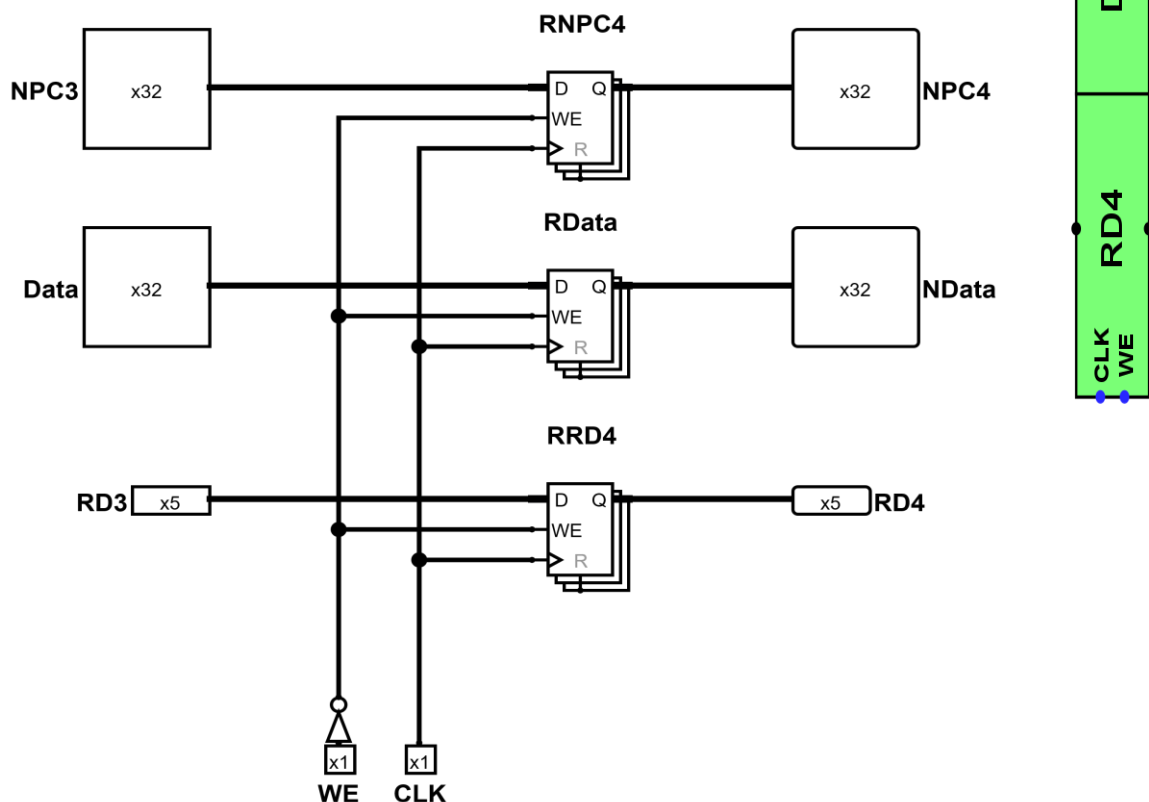 RNPC4
NPC3
x32
D Q
WE
R
x32
NPC4
RData
Data
x32
D Q
WE
R
x32
NData
RRD4
RD3
x5
D Q
WE
R
x5
RD4
x1
x1
WE
CLK
D
RD4
CLK
WE